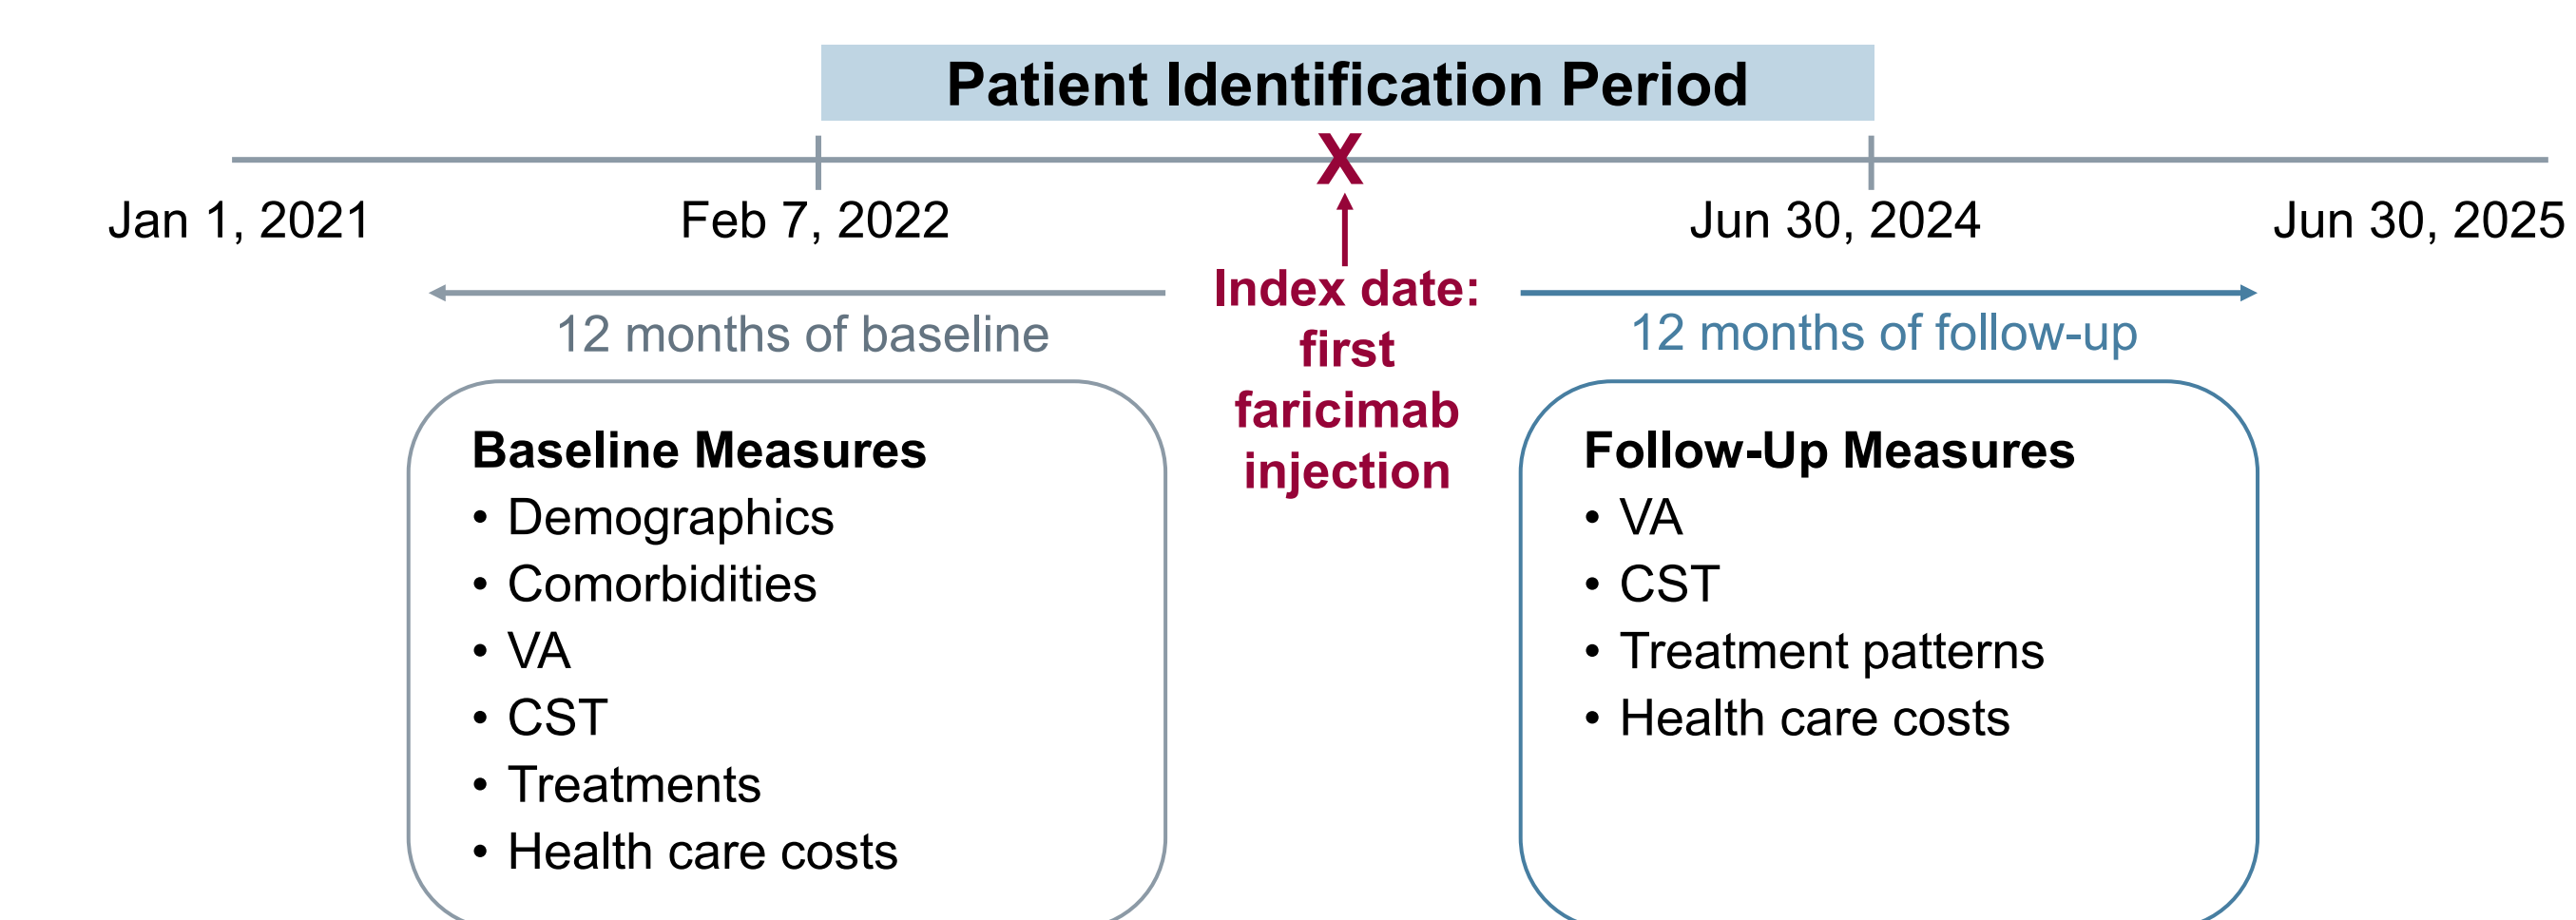 Patient Identification Period
X
Jan 1, 2021
Feb 7, 2022
Jun 30, 2024
Jun 30, 2025
12 months of baseline
Index date:
first
faricimab
injection
12 months of follow-up
Baseline Measures
• Demographics
• Comorbidities
• VA
• CST
• Treatments
• Health care costs
Follow-Up Measures
• VA
• CST
• Treatment patterns
• Health care costs